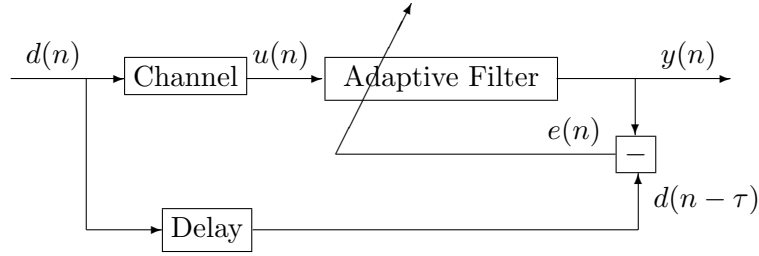 d(n)
Channel
u(n)
Adaptive Filter
y(n)
e(n)
−
d(n − τ)
Delay